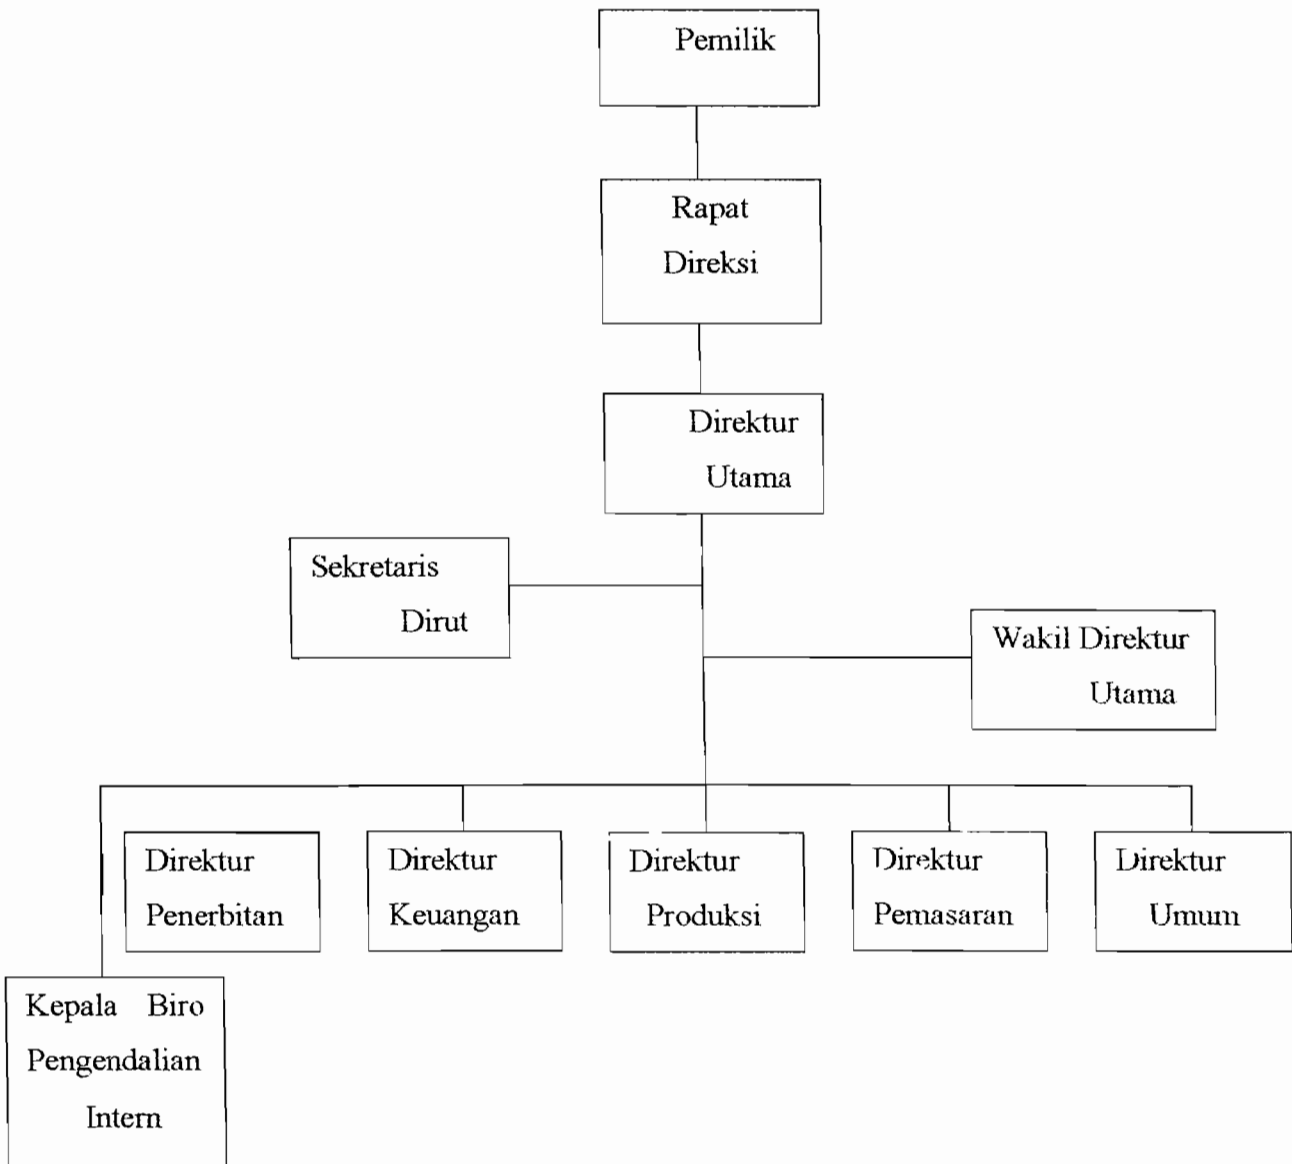 Pemilik
Rapat
Direksi
Direktur
Utama
Sekretaris
Dirut
Wakil Direktur
Utama
Direktur
Penerbitan
Direktur
Keuangan
Direktur
Produksi
Direktur
Pemasaran
Direktur
Umum
Kepala Biro
Pengendalian
Intern